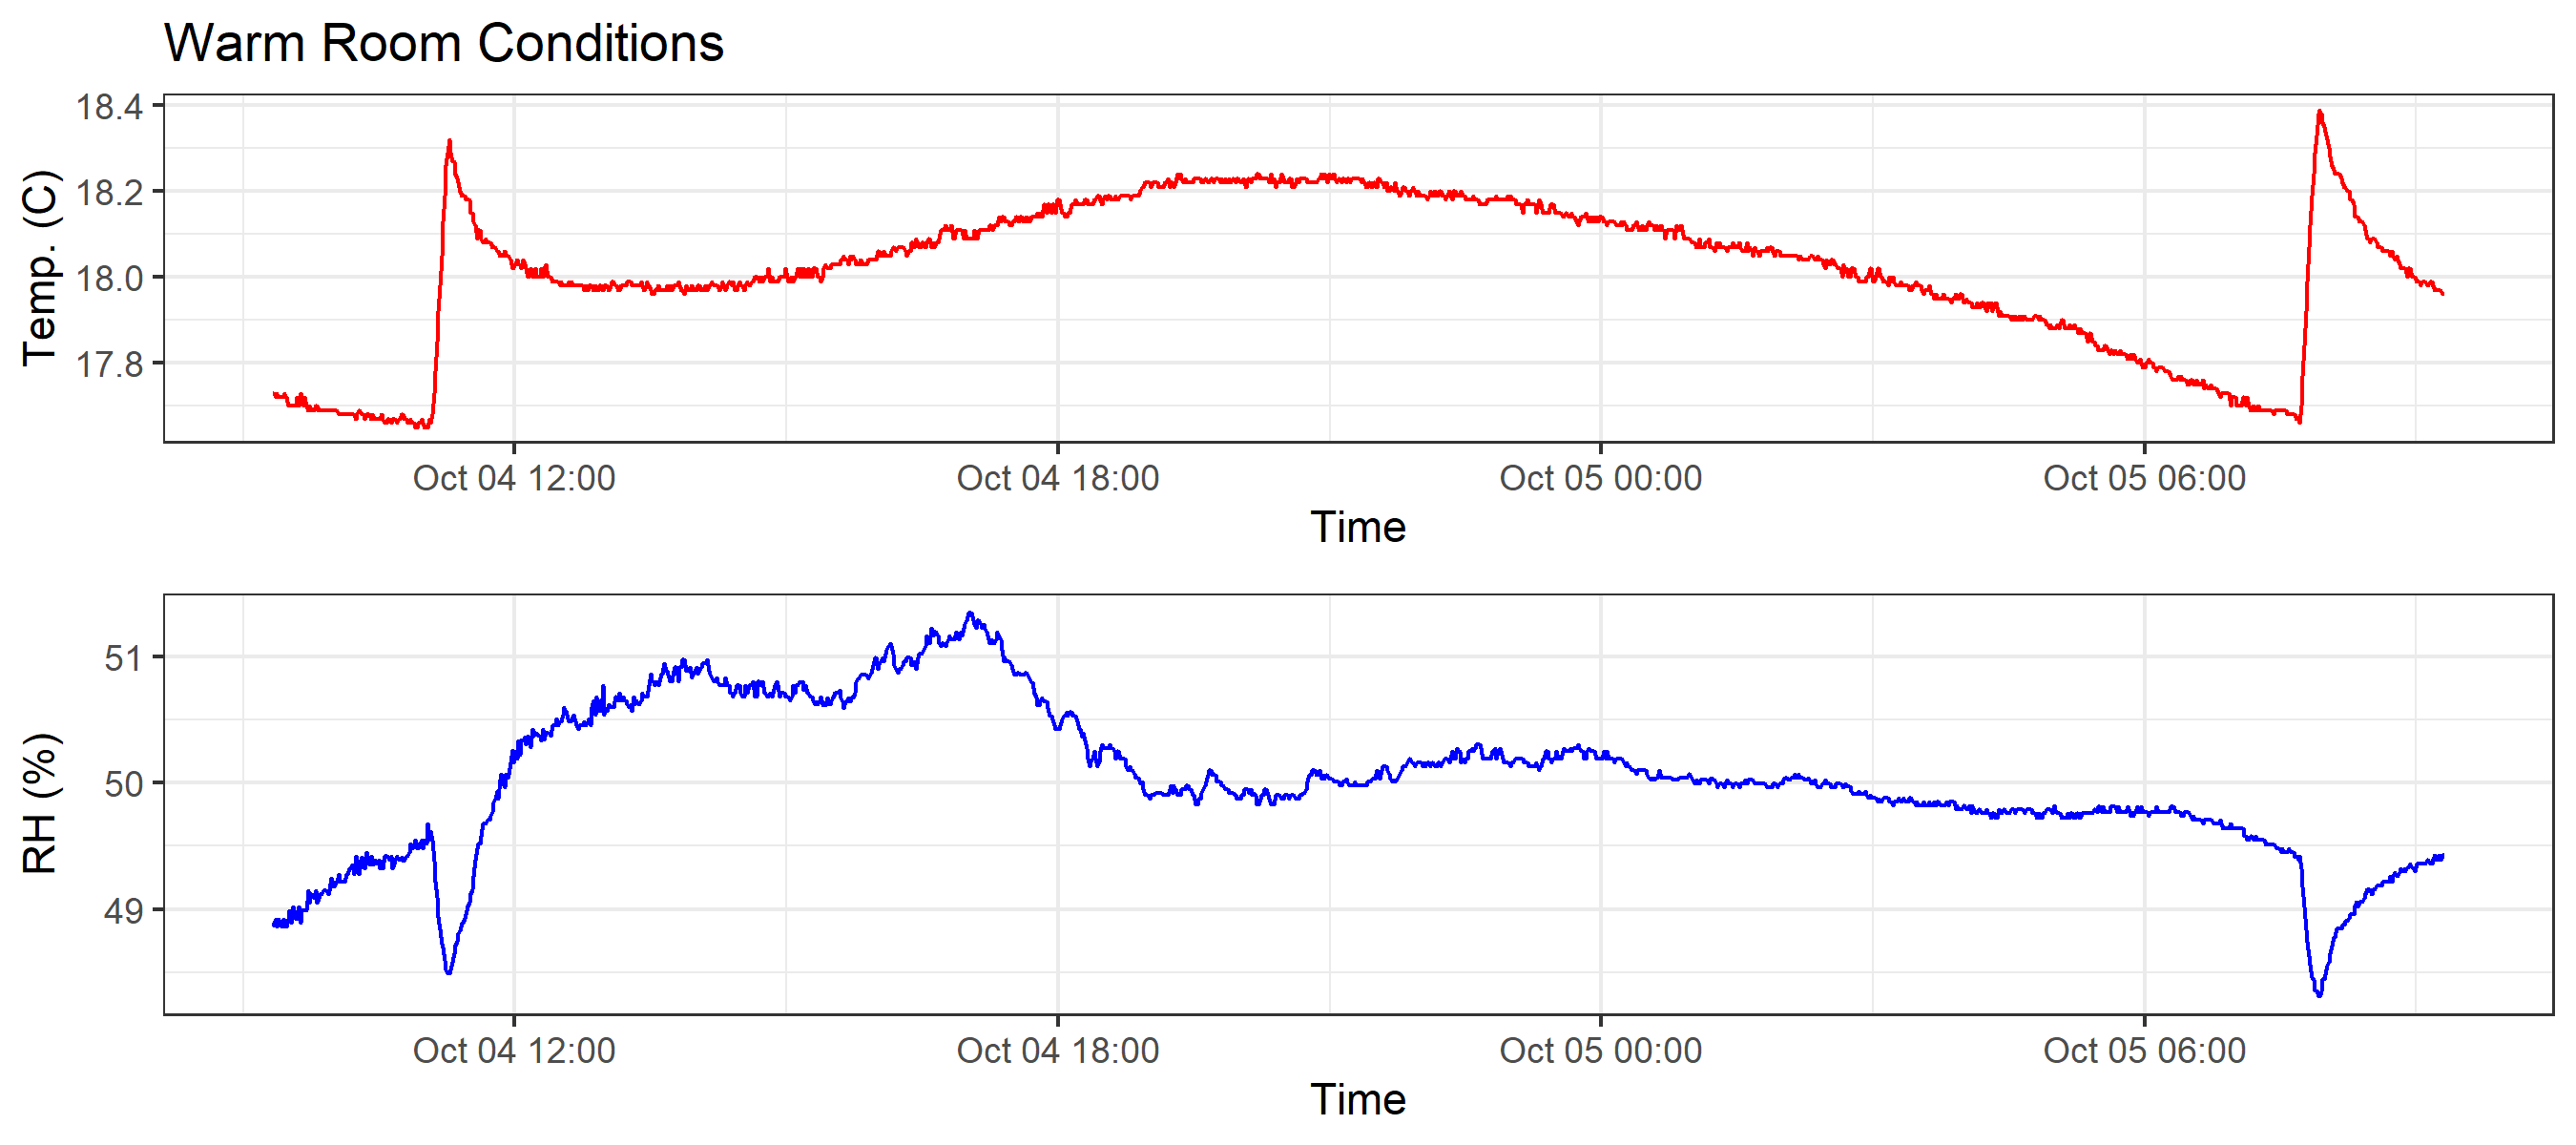 Warm Room Conditions
18.4
18.2
18.0
17.8
Temp. (C)
Oct 04 12:00 Oct 04 18:00 Oct 05 00:00 Oct 05 06:00
Time
51
50
49
RH (%)
Oct 04 12:00 Oct 04 18:00 Oct 05 00:00 Oct 05 06:00
Time